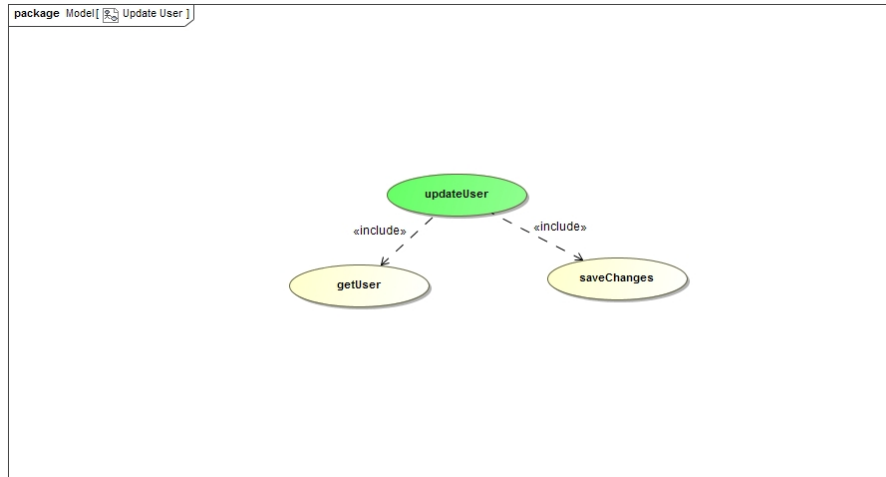 package Model[ Update User ]
updateUser
«include»
«include»
getUser
saveChanges